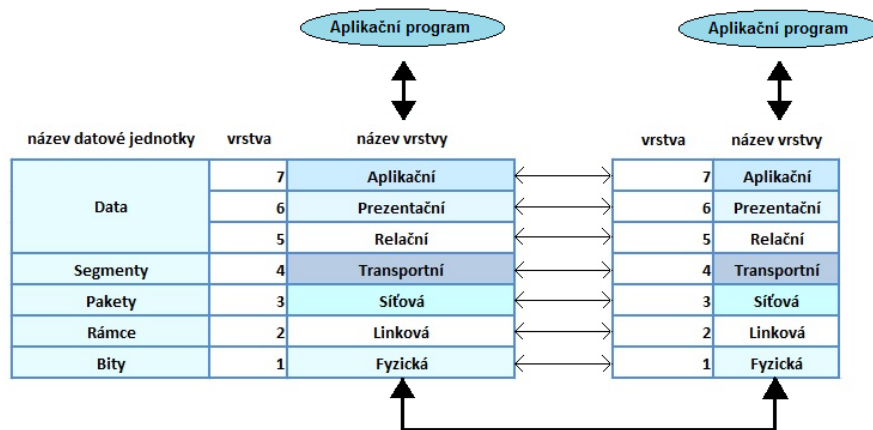 Aplikační program Aplikační program
název datové jednotky vrstva název vrstvy vrstva název vrstvy
Data 7 Aplikační 7 Aplikační
6 Prezentační 6 Prezentační
5 Relační 5 Relační
Segmenty 4 Transportní 4 Transportní
Pakety 3 Síťová 3 Síťová
Rámce 2 Linková 2 Linková
Bity 1 Fyzická 1 Fyzická